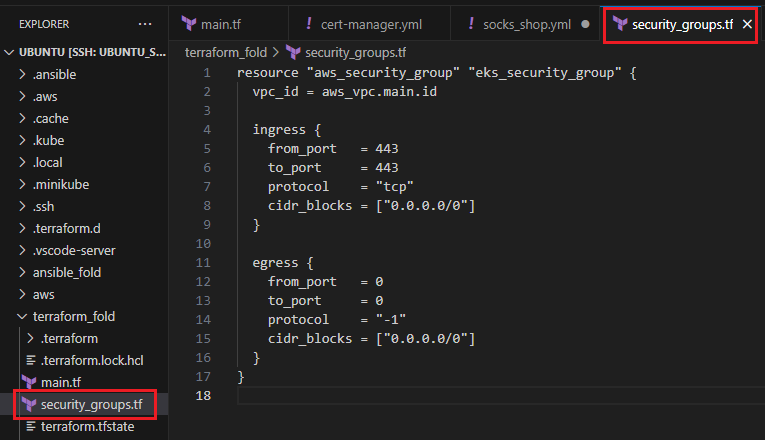 EXPLORER ...
UBUNTU [SSH: UBUNTU_S...
.ansible
.aws
.cache
.kube
.local
.minikube
.ssh
.terraform.d
.vscode-server
ansible_fold
aws
terraform_fold
.terraform
.terraform.lock.hcl
main.tf
security_groups.tf
terraform.tfstate
main.tf ! cert-manager.yml ! socks_shop.yml ● security_groups.tf ×
terraform_fold > security_groups.tf
1 resource "aws_security_group" "eks_security_group" {
2   vpc_id = aws_vpc.main.id
3
4   ingress {
5     from_port   = 443
6     to_port     = 443
7     protocol    = "tcp"
8     cidr_blocks = ["0.0.0.0/0"]
9   }
10
11   egress {
12     from_port   = 0
13     to_port     = 0
14     protocol    = "-1"
15     cidr_blocks = ["0.0.0.0/0"]
16   }
17 }
18